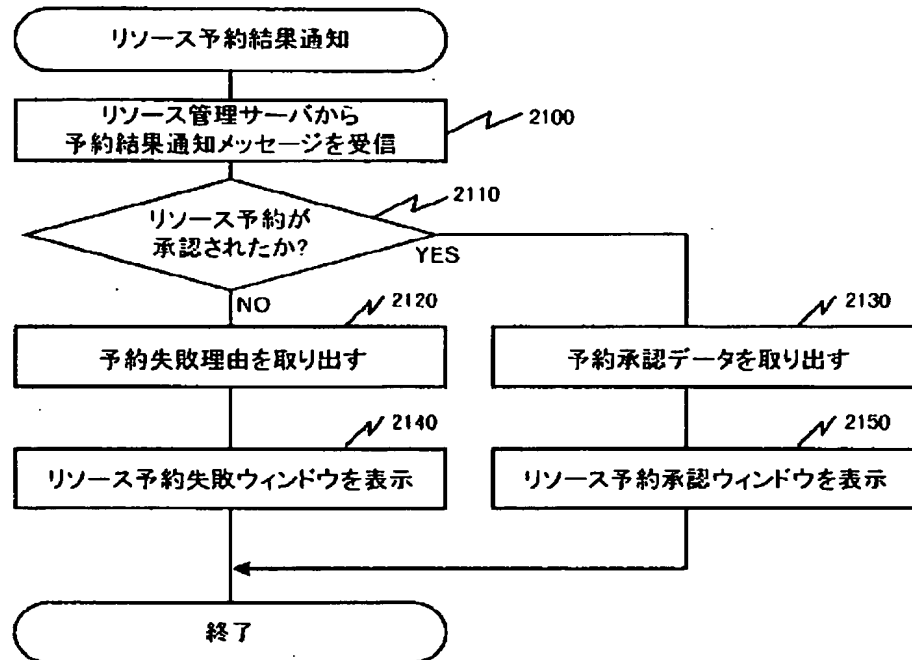 リソース予約結果通知
リソース管理サーバから
予約結果通知メッセージを受信
2100
リソース予約が
承認されたか?
2110
YES
NO
2120
予約失敗理由を取り出す
2130
予約承認データを取り出す
2140
リソース予約失敗ウィンドウを表示
2150
リソース予約承認ウィンドウを表示
終了